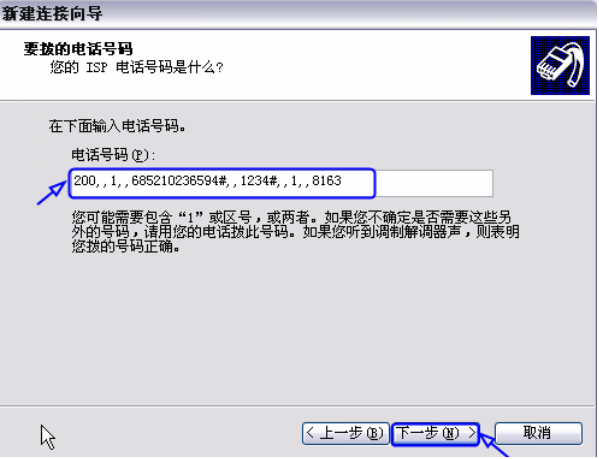 新建连接向导
要拨的电话号码
您的 ISP 电话号码是什么?
在下面输入电话号码。
电话号码(P):
200,,1,,685210236594#,,1234#,,1,,8163
您可能需要包含“1”或区号,或两者。如果您不确定是否需要这些另
外的号码,请用您的电话拨此号码。如果您听到调制解调器声,则表明
您拨的号码正确。
< 上一步(B) 下一步(N) > 取消